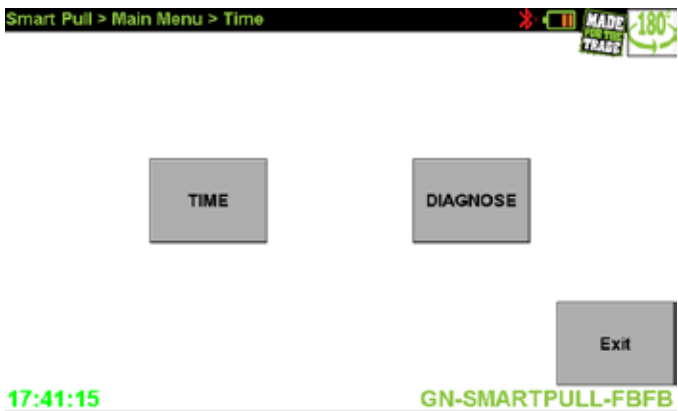 Smart Pull > Main Menu > Time
MADE
FOR THE
TRADE
180°
TIME
DIAGNOSE
Exit
17:41:15
GN-SMARTPULL-FBFB